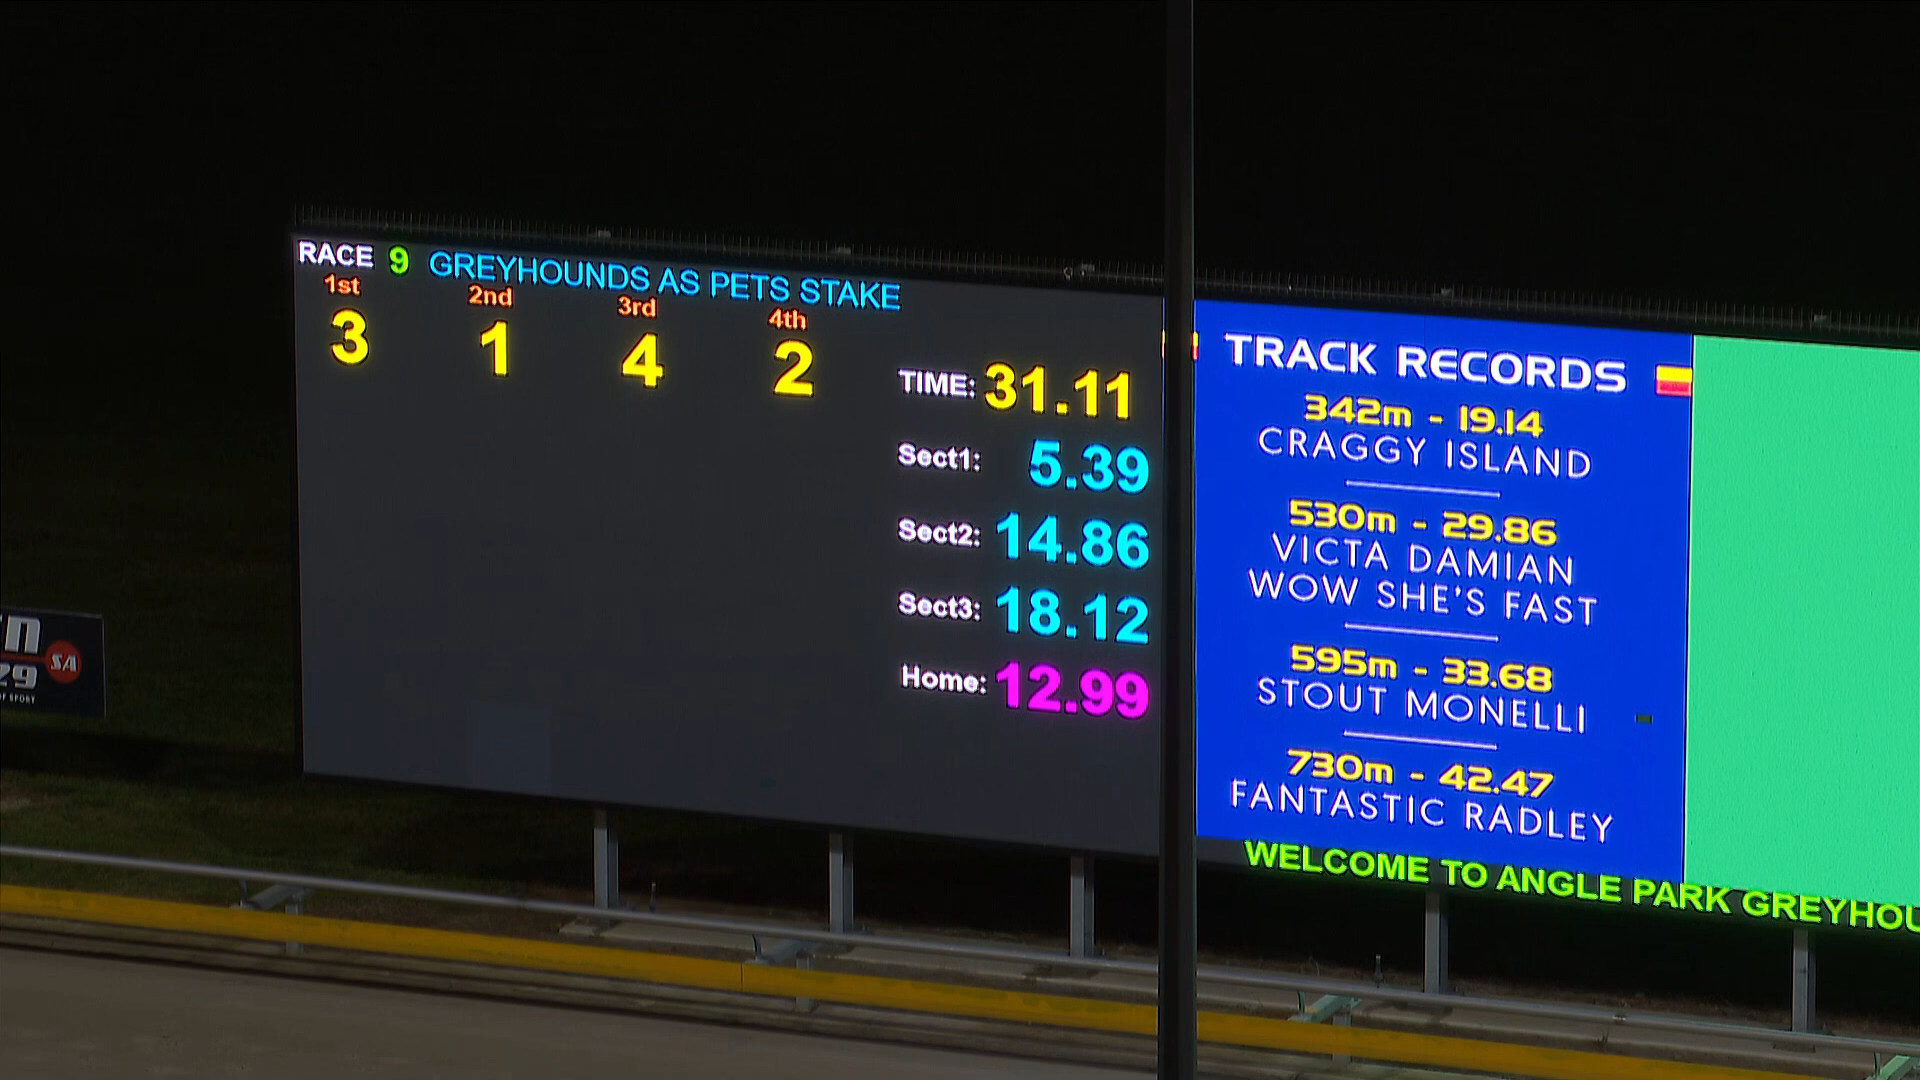 RACE 9 GREYHOUNDS AS PETS STAKE
1st 2nd 3rd 4th
3 1 4 2
TIME: 31.11
Sect1: 5.39
Sect2: 14.86
Sect3: 18.12
Home: 12.99
TRACK RECORDS
342m - 19.14
CRAGGY ISLAND
530m - 29.86
VICTA DAMIAN
WOW SHE'S FAST
595m - 33.68
STOUT MONELLI
730m - 42.47
FANTASTIC RADLEY
WELCOME TO ANGLE PARK GREYHOU
SA
79
OF SPORT